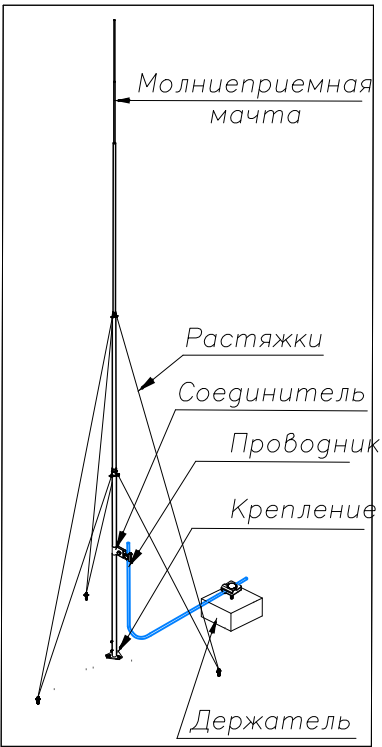 Молниеприемная
мачта
Растяжки
Соединитель
Проводник
Крепление
Держатель